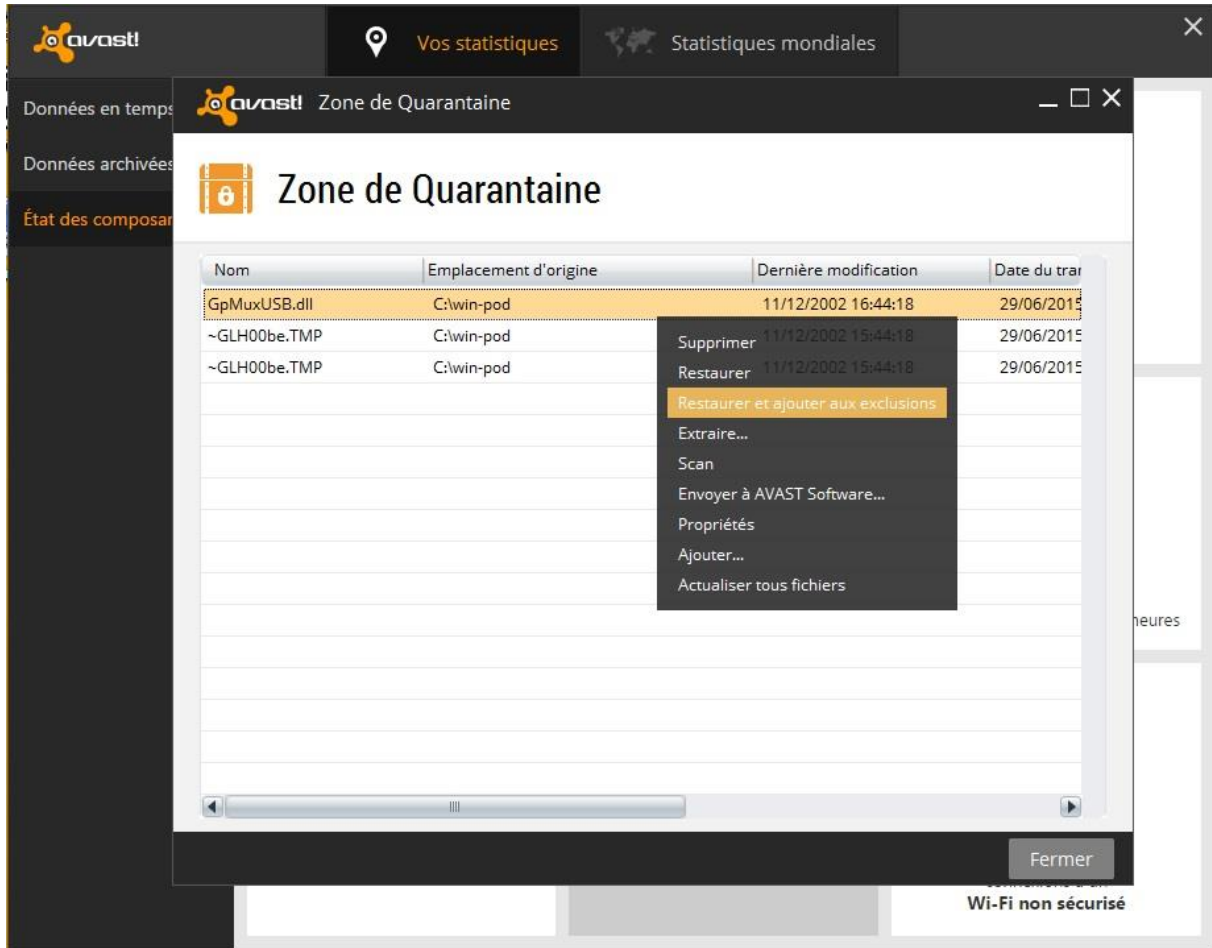 avast!
Vos statistiques
Statistiques mondiales
Données en temps
Données archivées
État des composan
avast! Zone de Quarantaine
Zone de Quarantaine
Nom Emplacement d'origine Dernière modification Date du tran
GpMuxUSB.dll C:\win-pod 11/12/2002 16:44:18 29/06/2015
~GLH00be.TMP C:\win-pod 11/12/2002 15:44:18 29/06/2015
~GLH00be.TMP C:\win-pod 11/12/2002 15:44:18 29/06/2015
Supprimer
Restaurer
Restaurer et ajouter aux exclusions
Extraire...
Scan
Envoyer à AVAST Software...
Propriétés
Ajouter...
Actualiser tous fichiers
heures
Fermer
Wi-Fi non sécurisé